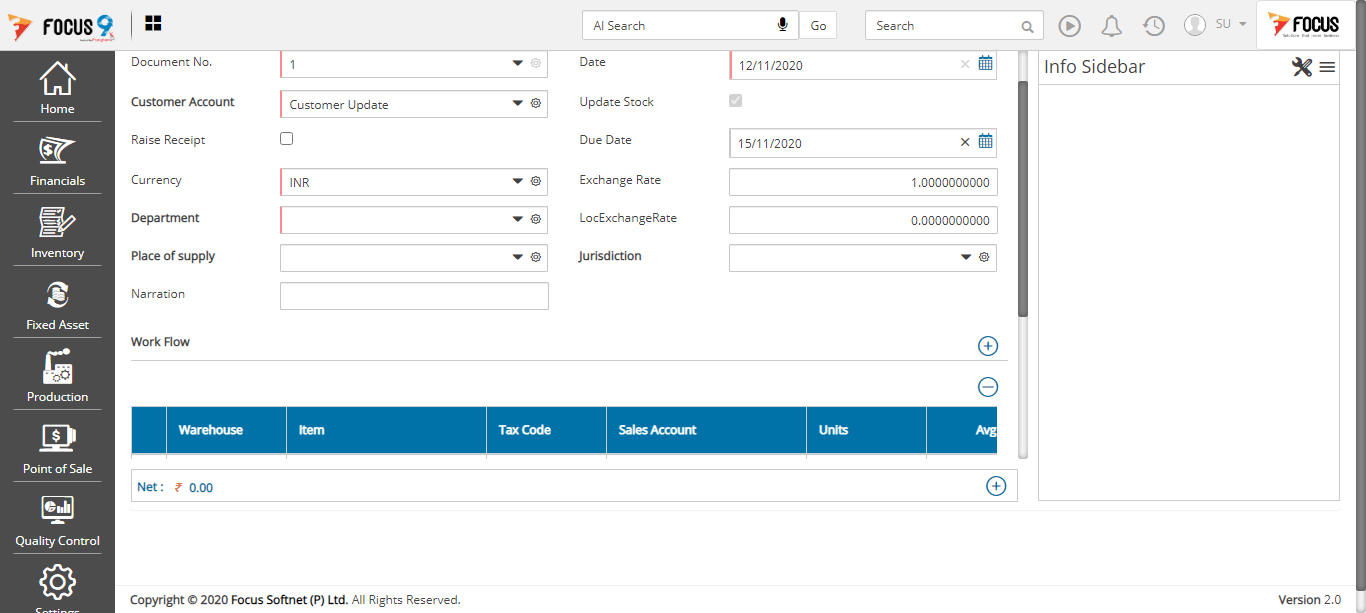 FOCUS 9
AI Search
Go
Search
SU
FOCUS
Home
Financials
Inventory
Fixed Asset
Production
Point of Sale
Quality Control
Settings
Document No.
1
Date
12/11/2020
Customer Account
Customer Update
Update Stock
Raise Receipt
Due Date
15/11/2020
Currency
INR
Exchange Rate
1.0000000000
Department
LocExchangeRate
0.0000000000
Place of supply
Jurisdiction
Narration
Work Flow
Warehouse Item Tax Code Sales Account Units Avg
Net : ₹ 0.00
Info Sidebar
Copyright © 2020 Focus Softnet (P) Ltd. All Rights Reserved.
Version 2.0